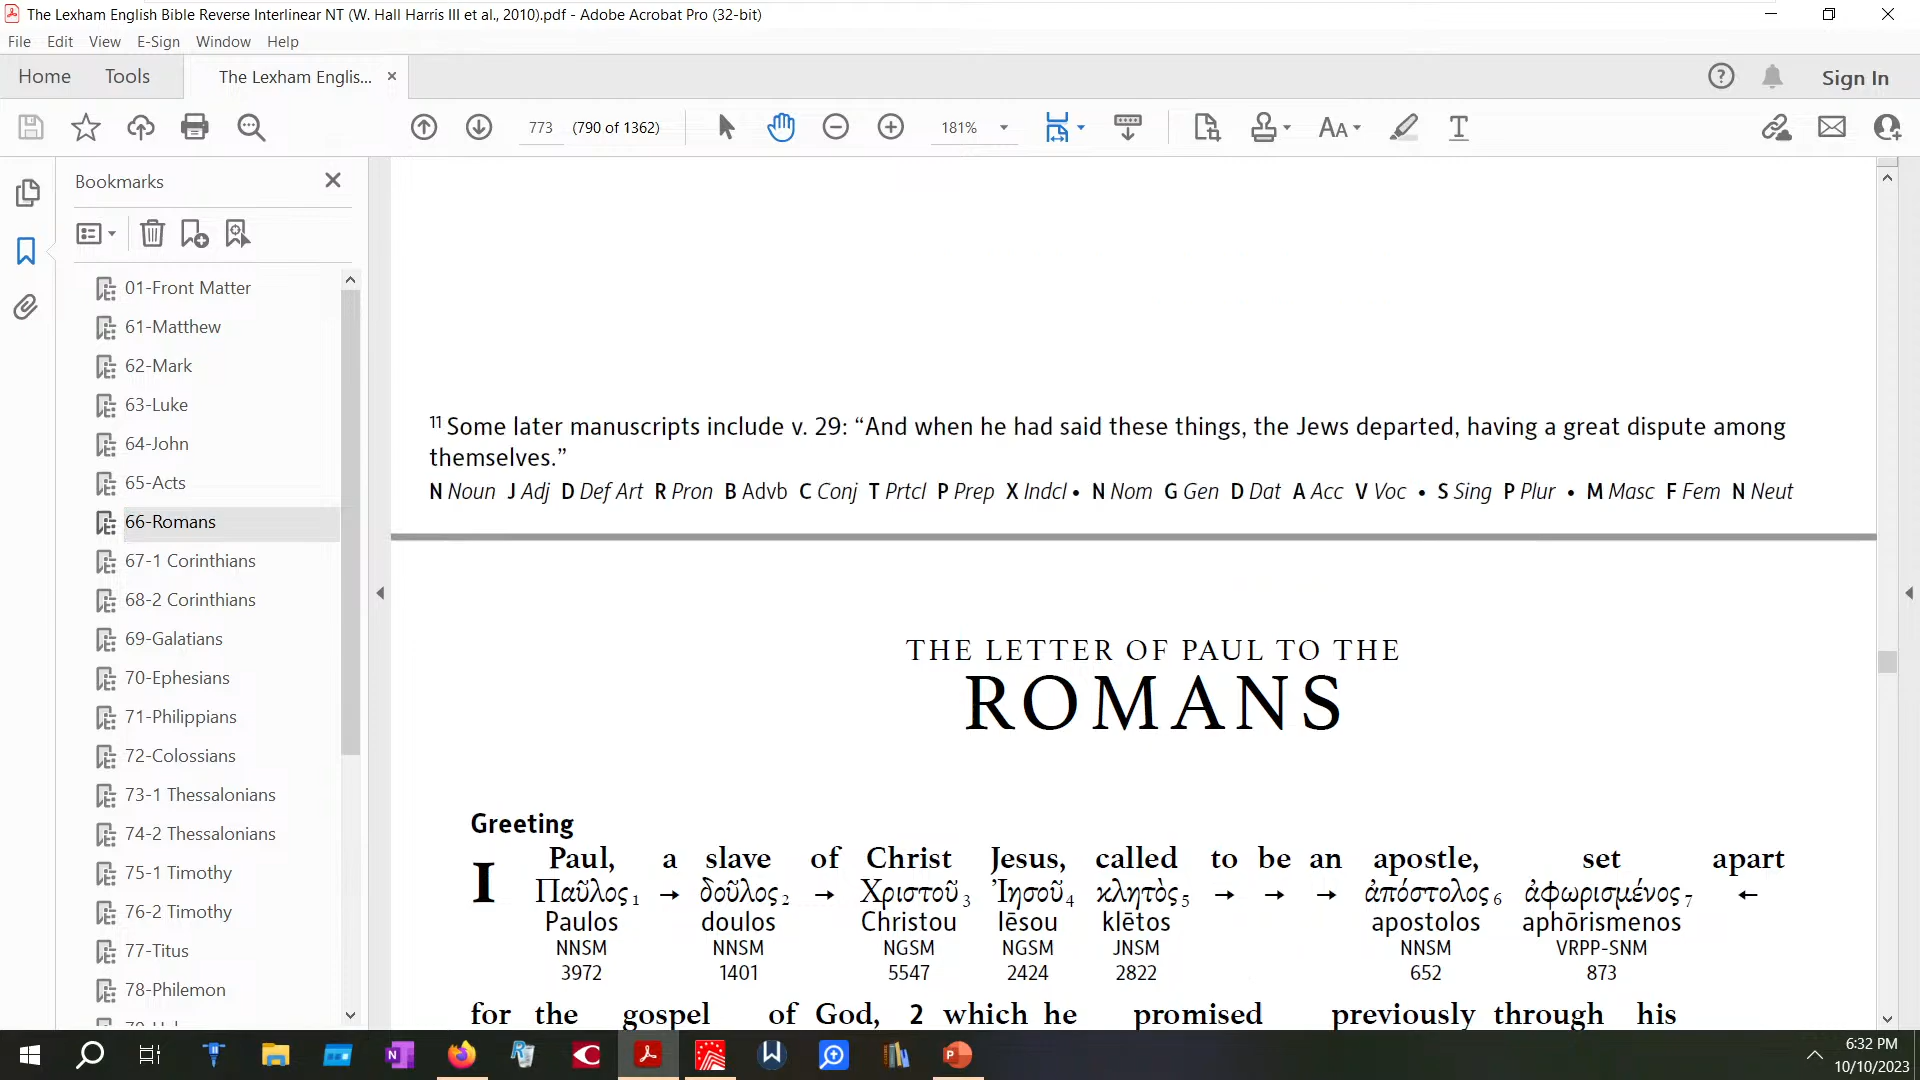 The Lexham English Bible Reverse Interlinear NT (W. Hall Harris III et al., 2010).pdf - Adobe Acrobat Pro (32-bit)
File Edit View E-Sign Window Help
Home Tools The Lexham Englis... × Sign In
773 (790 of 1362) 181%
Bookmarks
01-Front Matter
61-Matthew
62-Mark
63-Luke
64-John
65-Acts
66-Romans
67-1 Corinthians
68-2 Corinthians
69-Galatians
70-Ephesians
71-Philippians
72-Colossians
73-1 Thessalonians
74-2 Thessalonians
75-1 Timothy
76-2 Timothy
77-Titus
78-Philemon
11 Some later manuscripts include v. 29: “And when he had said these things, the Jews departed, having a great dispute among
themselves.”
N Noun J Adj D Def Art R Pron B Advb C Conj T Prtcl P Prep X Indcl • N Nom G Gen D Dat A Acc V Voc • S Sing P Plur • M Masc F Fem N Neut
THE LETTER OF PAUL TO THE
ROMANS
Greeting
1 Paul, a slave of Christ Jesus, called to be an apostle, set apart
Παῦλος 1 → δοῦλος 2 → Χριστοῦ 3 Ἰησοῦ 4 κλητὸς 5 → → → ἀπόστολος 6 ἀφωρισμένος 7 ←
Paulos doulos Christou Iēsou klētos apostolos aphōrismenos
NNSM NNSM NGSM NGSM JNSM NNSM VRPP-SNM
3972 1401 5547 2424 2822 652 873
for the gospel of God, 2 which he promised previously through his
6:32 PM
10/10/2023